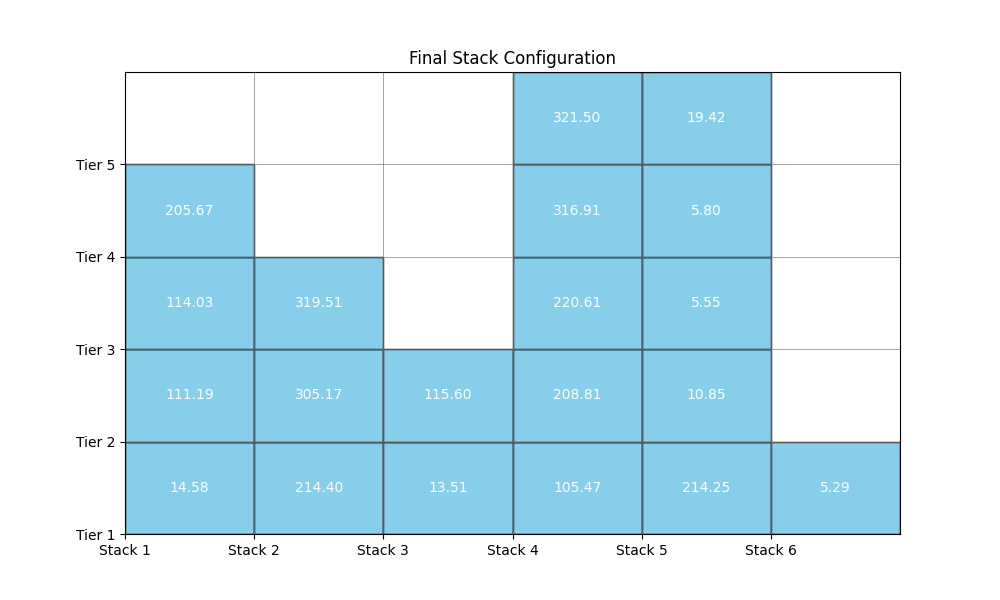 Final Stack Configuration
321.50 19.42
Tier 5
205.67 316.91 5.80
Tier 4
114.03 319.51 220.61 5.55
Tier 3
111.19 305.17 115.60 208.81 10.85
Tier 2
14.58 214.40 13.51 105.47 214.25 5.29
Tier 1
Stack 1 Stack 2 Stack 3 Stack 4 Stack 5 Stack 6